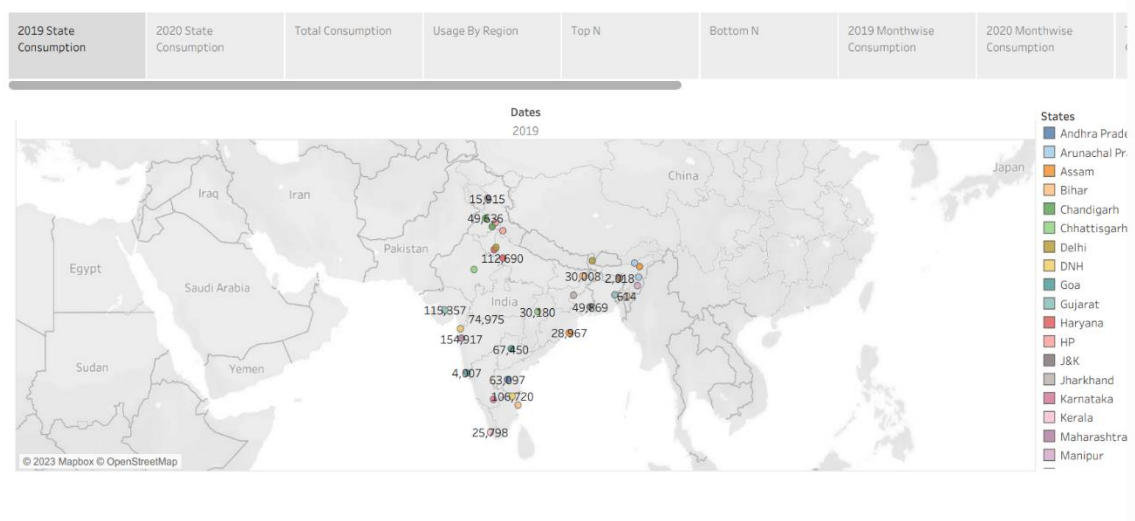 2019 State
Consumption
2020 State
Consumption
Total Consumption
Usage By Region
Top N
Bottom N
2019 Monthwise
Consumption
2020 Monthwise
Consumption
Dates
2019
States
Andhra Prade
Arunachal Pr
Assam
Bihar
Chandigarh
Chhattisgarh
Delhi
DNH
Goa
Gujarat
Haryana
HP
J&K
Jharkhand
Karnataka
Kerala
Maharashtra
Manipur
Japan
China
Iraq
Iran
Pakistan
Egypt
Saudi Arabia
India
Sudan
Yemen
15,915
49,636
112,690
30,008
2,018
614
115,357
74,975
30,180
49,869
154,917
28,967
67,450
4,007
63,097
106,720
25,798
© 2023 Mapbox © OpenStreetMap